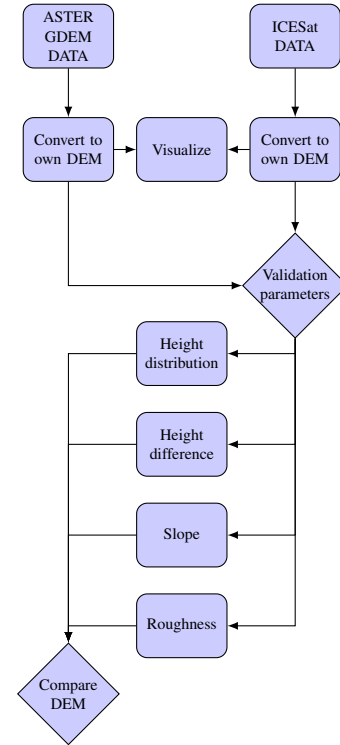 ASTER
GDEM
DATA
ICESat
DATA
Convert to
own DEM
Visualize
Convert to
own DEM
Validation
parameters
Height
distribution
Height
difference
Slope
Roughness
Compare
DEM